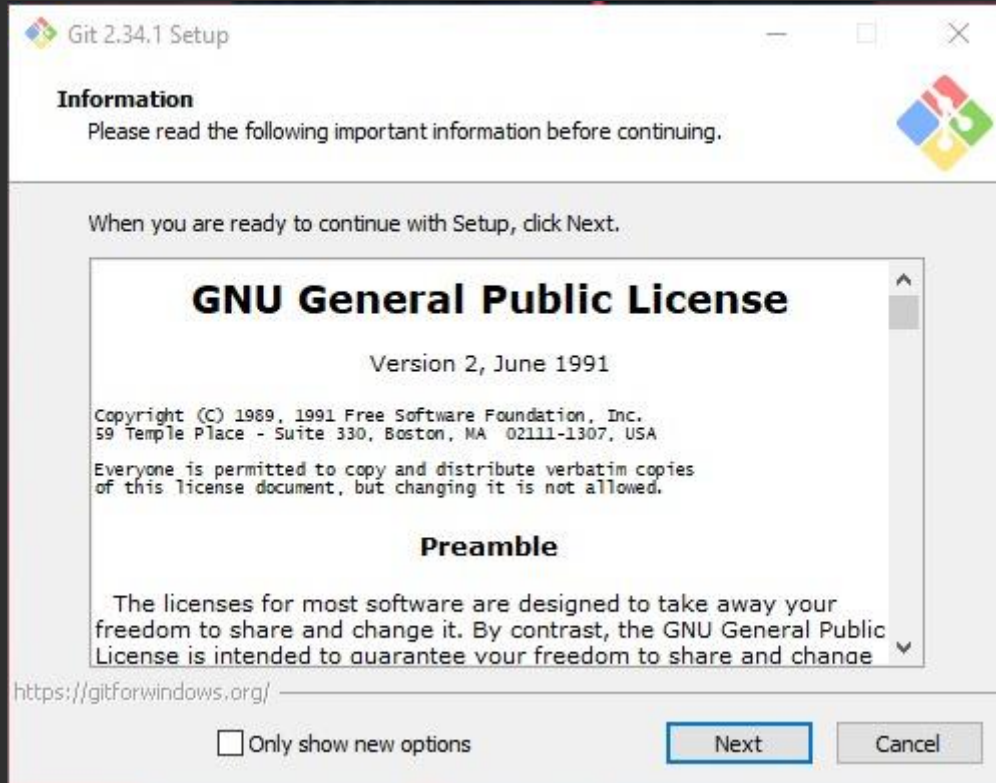 Git 2.34.1 Setup
Information
Please read the following important information before continuing.
When you are ready to continue with Setup, click Next.
GNU General Public License
Version 2, June 1991
Copyright (C) 1989, 1991 Free Software Foundation, Inc.
59 Temple Place - Suite 330, Boston, MA  02111-1307, USA
Everyone is permitted to copy and distribute verbatim copies
of this license document, but changing it is not allowed.
Preamble
The licenses for most software are designed to take away your
freedom to share and change it. By contrast, the GNU General Public
License is intended to guarantee your freedom to share and change
https://gitforwindows.org/
Only show new options
Next
Cancel